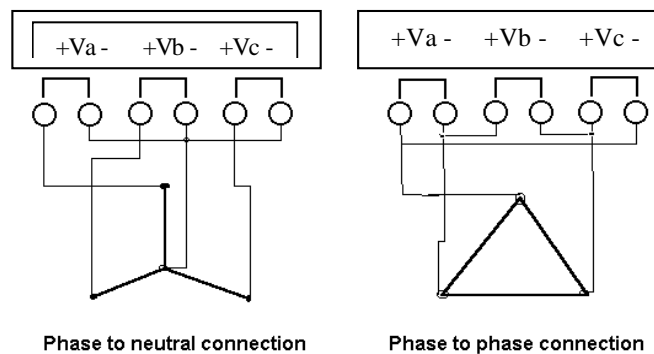 +Va - +Vb - +Vc -
+Va - +Vb - +Vc -
Phase to neutral connection
Phase to phase connection